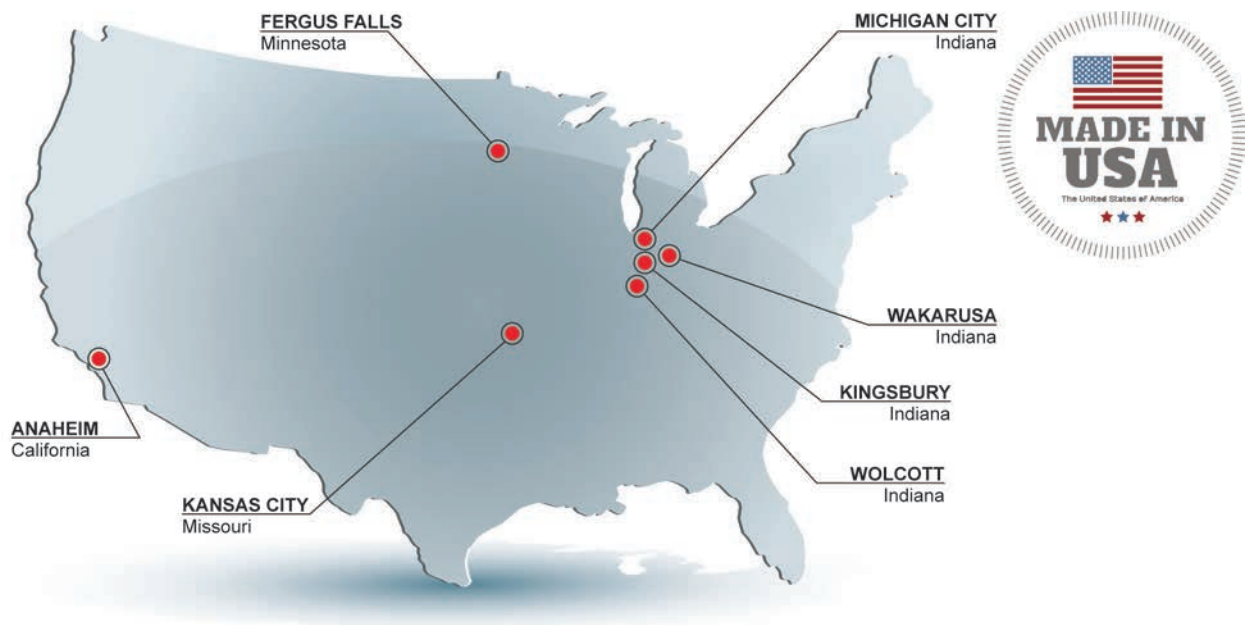 FERGUS FALLS
Minnesota
MICHIGAN CITY
Indiana
MADE IN
USA
The United States of America
WAKARUSA
Indiana
KINGSBURY
Indiana
ANAHEIM
California
WOLCOTT
Indiana
KANSAS CITY
Missouri